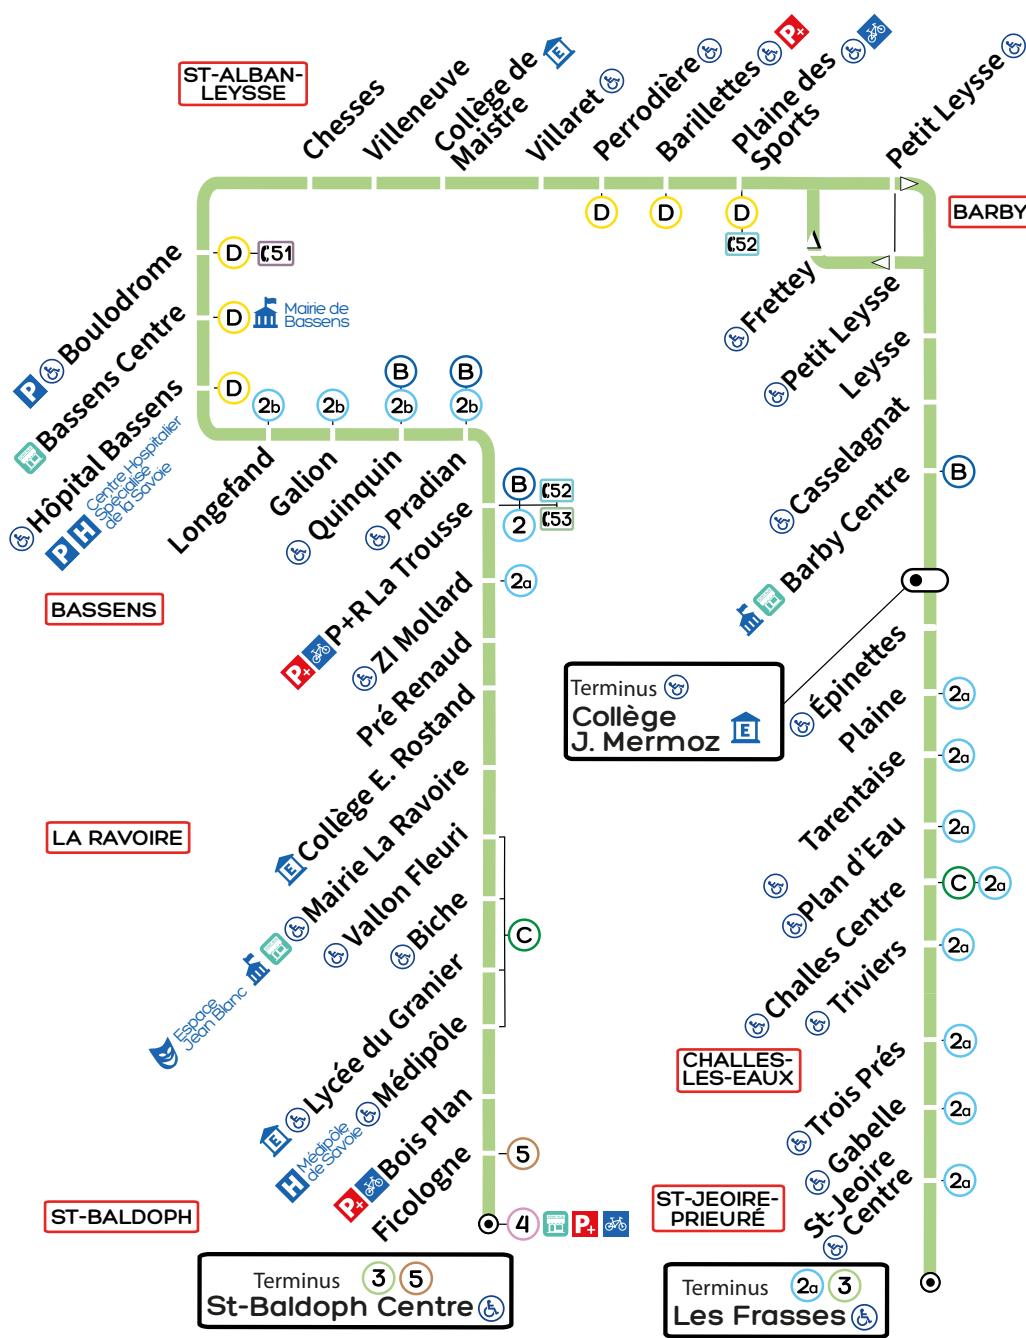 ST-ALBAN-
LEYSSE
Chesses
Villeneuve
Collège de
Maistre
E
Villaret
Perrodière
Barillettes
P+
Plaine des
Sports
Petit Leysse
D
D
D
52
BARBY
Frettey
Petit Leysse
Leysse
Casselagnat
Barby Centre
B
Boulodrome
P
D
51
Bassens Centre
D
Mairie de
Bassens
Hôpital Bassens
D
P H
Centre Hospitalier
Spécialisé
de la Savoie
2b
2b
B
2b
B
2b
Longefand
Galion
Quinquin
Pradian
BASSENS
P+R La Trousse
P+
B
2
52
53
ZI Mollard
2a
Pré Renaud
Collège E. Rostand
E
LA RAVOIRE
Mairie La Ravoire
Espace
Jean Blanc
Vallon Fleuri
Biche
Lycée du Granier
E
Médipôle
H
Médipôle
de Savoie
C
Bois Plan
P+
Ficologne
5
ST-BALDOPH
4
P+
Terminus 3 5
St-Baldoph Centre
Terminus
Collège
J. Mermoz
E
Épinettes
Plaine
2a
Tarentaise
2a
Plan d'Eau
2a
Challes Centre
C 2a
Triviers
2a
CHALLES-
LES-EAUX
Trois Prés
2a
Gabelle
2a
ST-JEOIRE-
PRIEURÉ
St-Jeoire
Centre
2a
Terminus 2a 3
Les Frasses